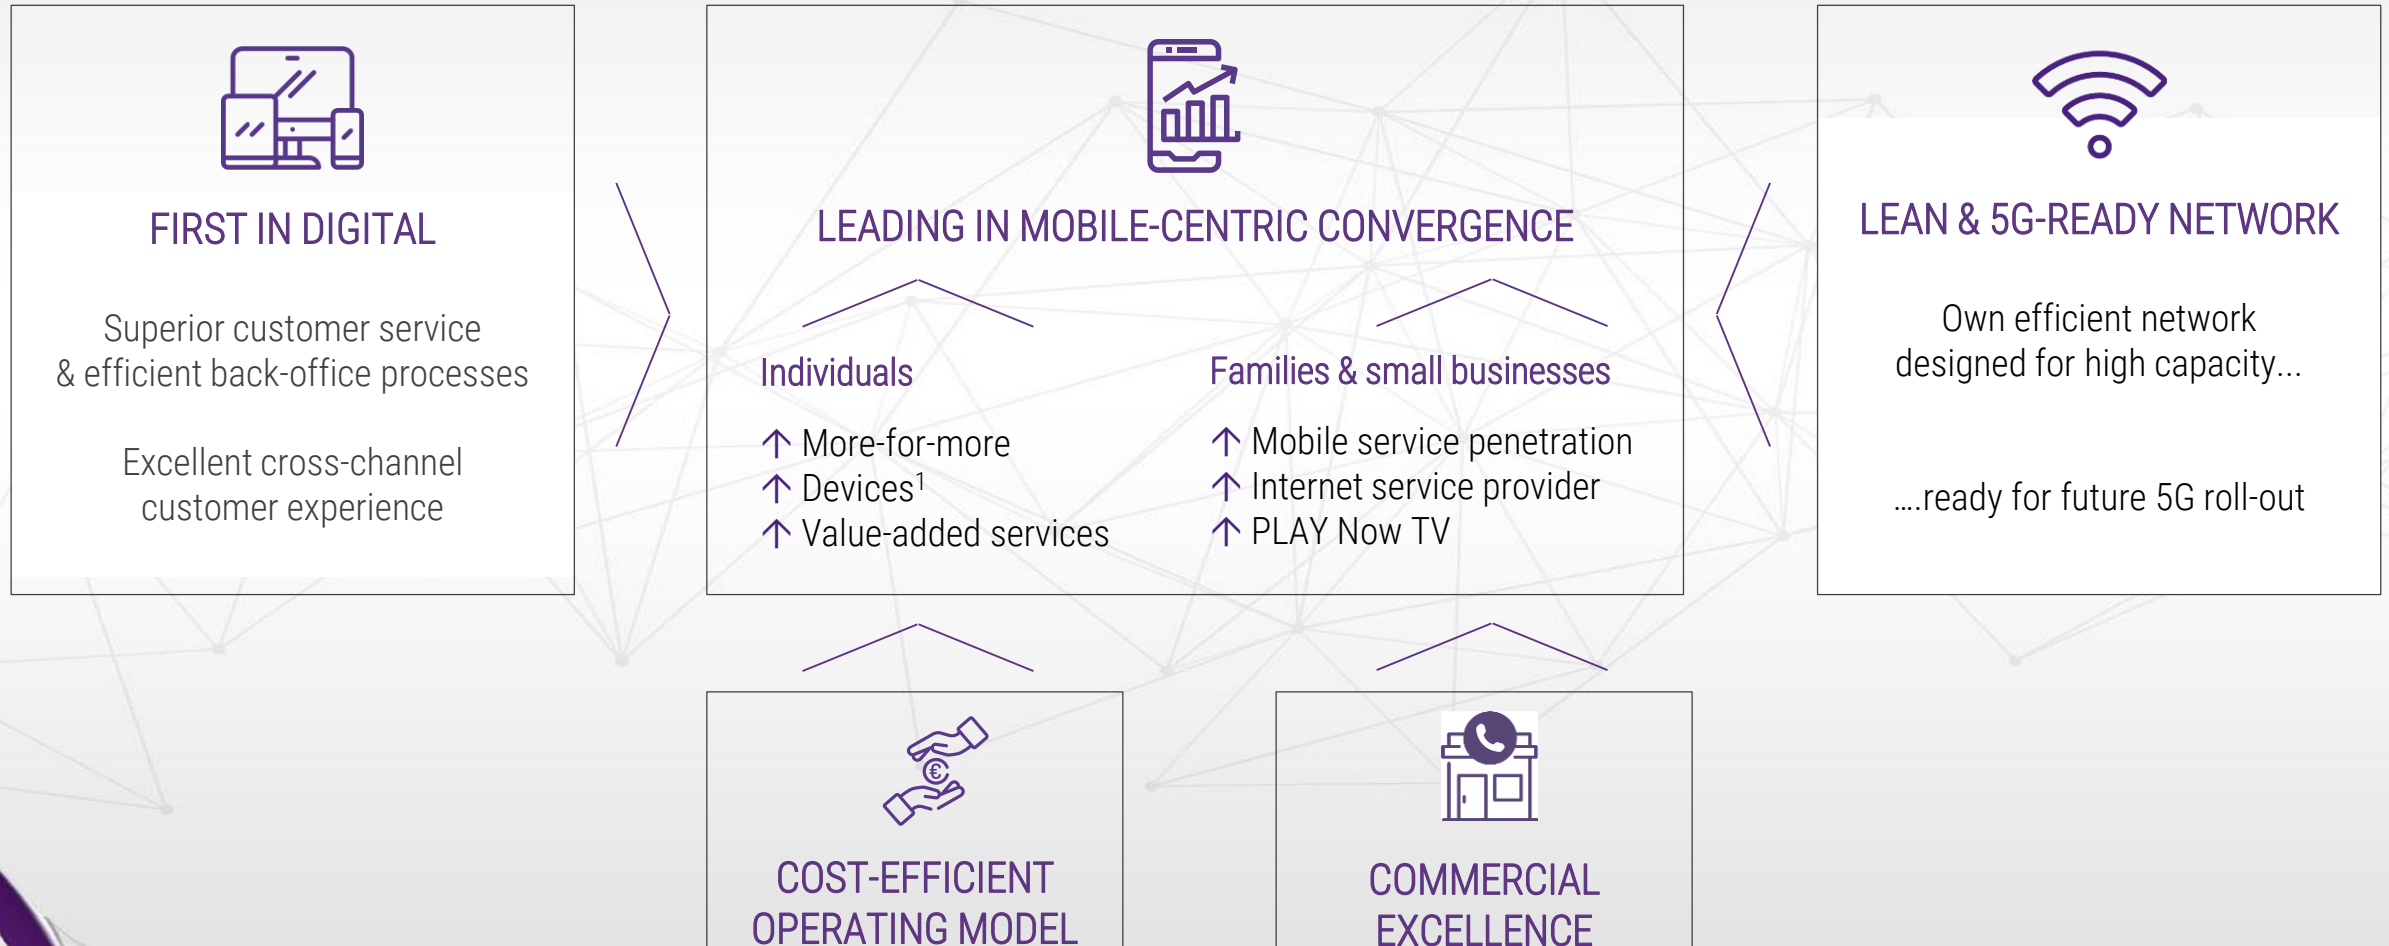 FIRST IN DIGITAL
Superior customer service
& efficient back-office processes
Excellent cross-channel
customer experience
LEADING IN MOBILE-CENTRIC CONVERGENCE
Individuals
↑ More-for-more
↑ Devices¹
↑ Value-added services
Families & small businesses
↑ Mobile service penetration
↑ Internet service provider
↑ PLAY Now TV
LEAN & 5G-READY NETWORK
Own efficient network
designed for high capacity...
....ready for future 5G roll-out
€
COST-EFFICIENT
OPERATING MODEL
COMMERCIAL
EXCELLENCE